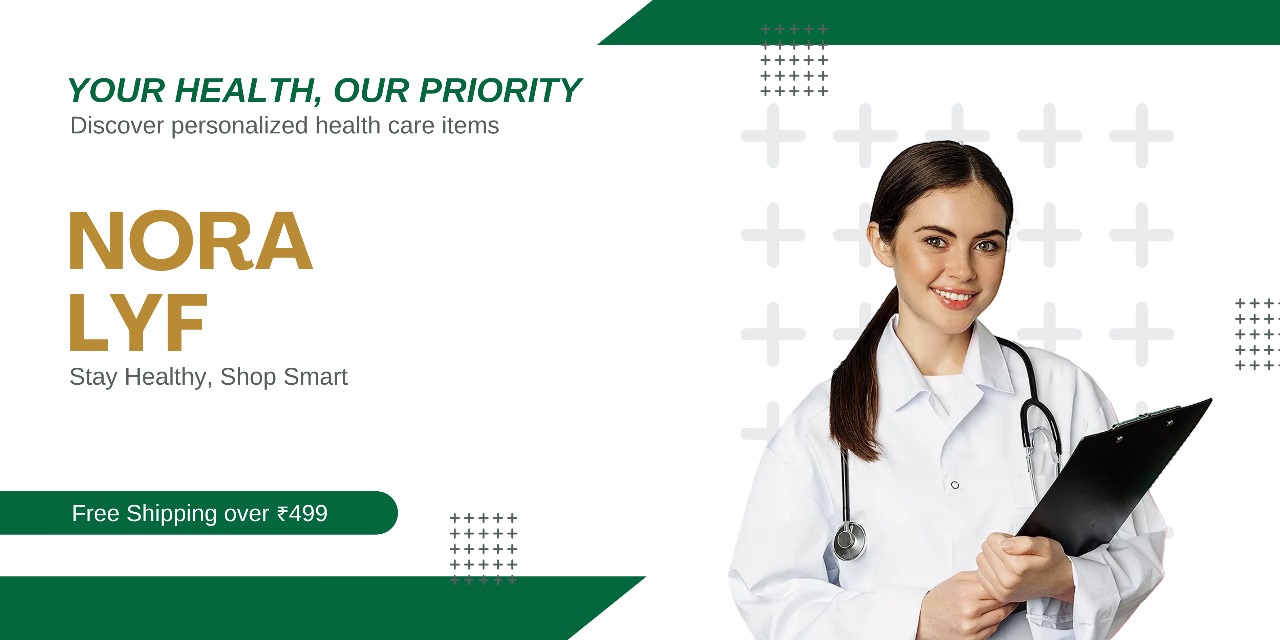 YOUR HEALTH, OUR PRIORITY
Discover personalized health care items
NORA
LYF
Stay Healthy, Shop Smart
Free Shipping over ₹499